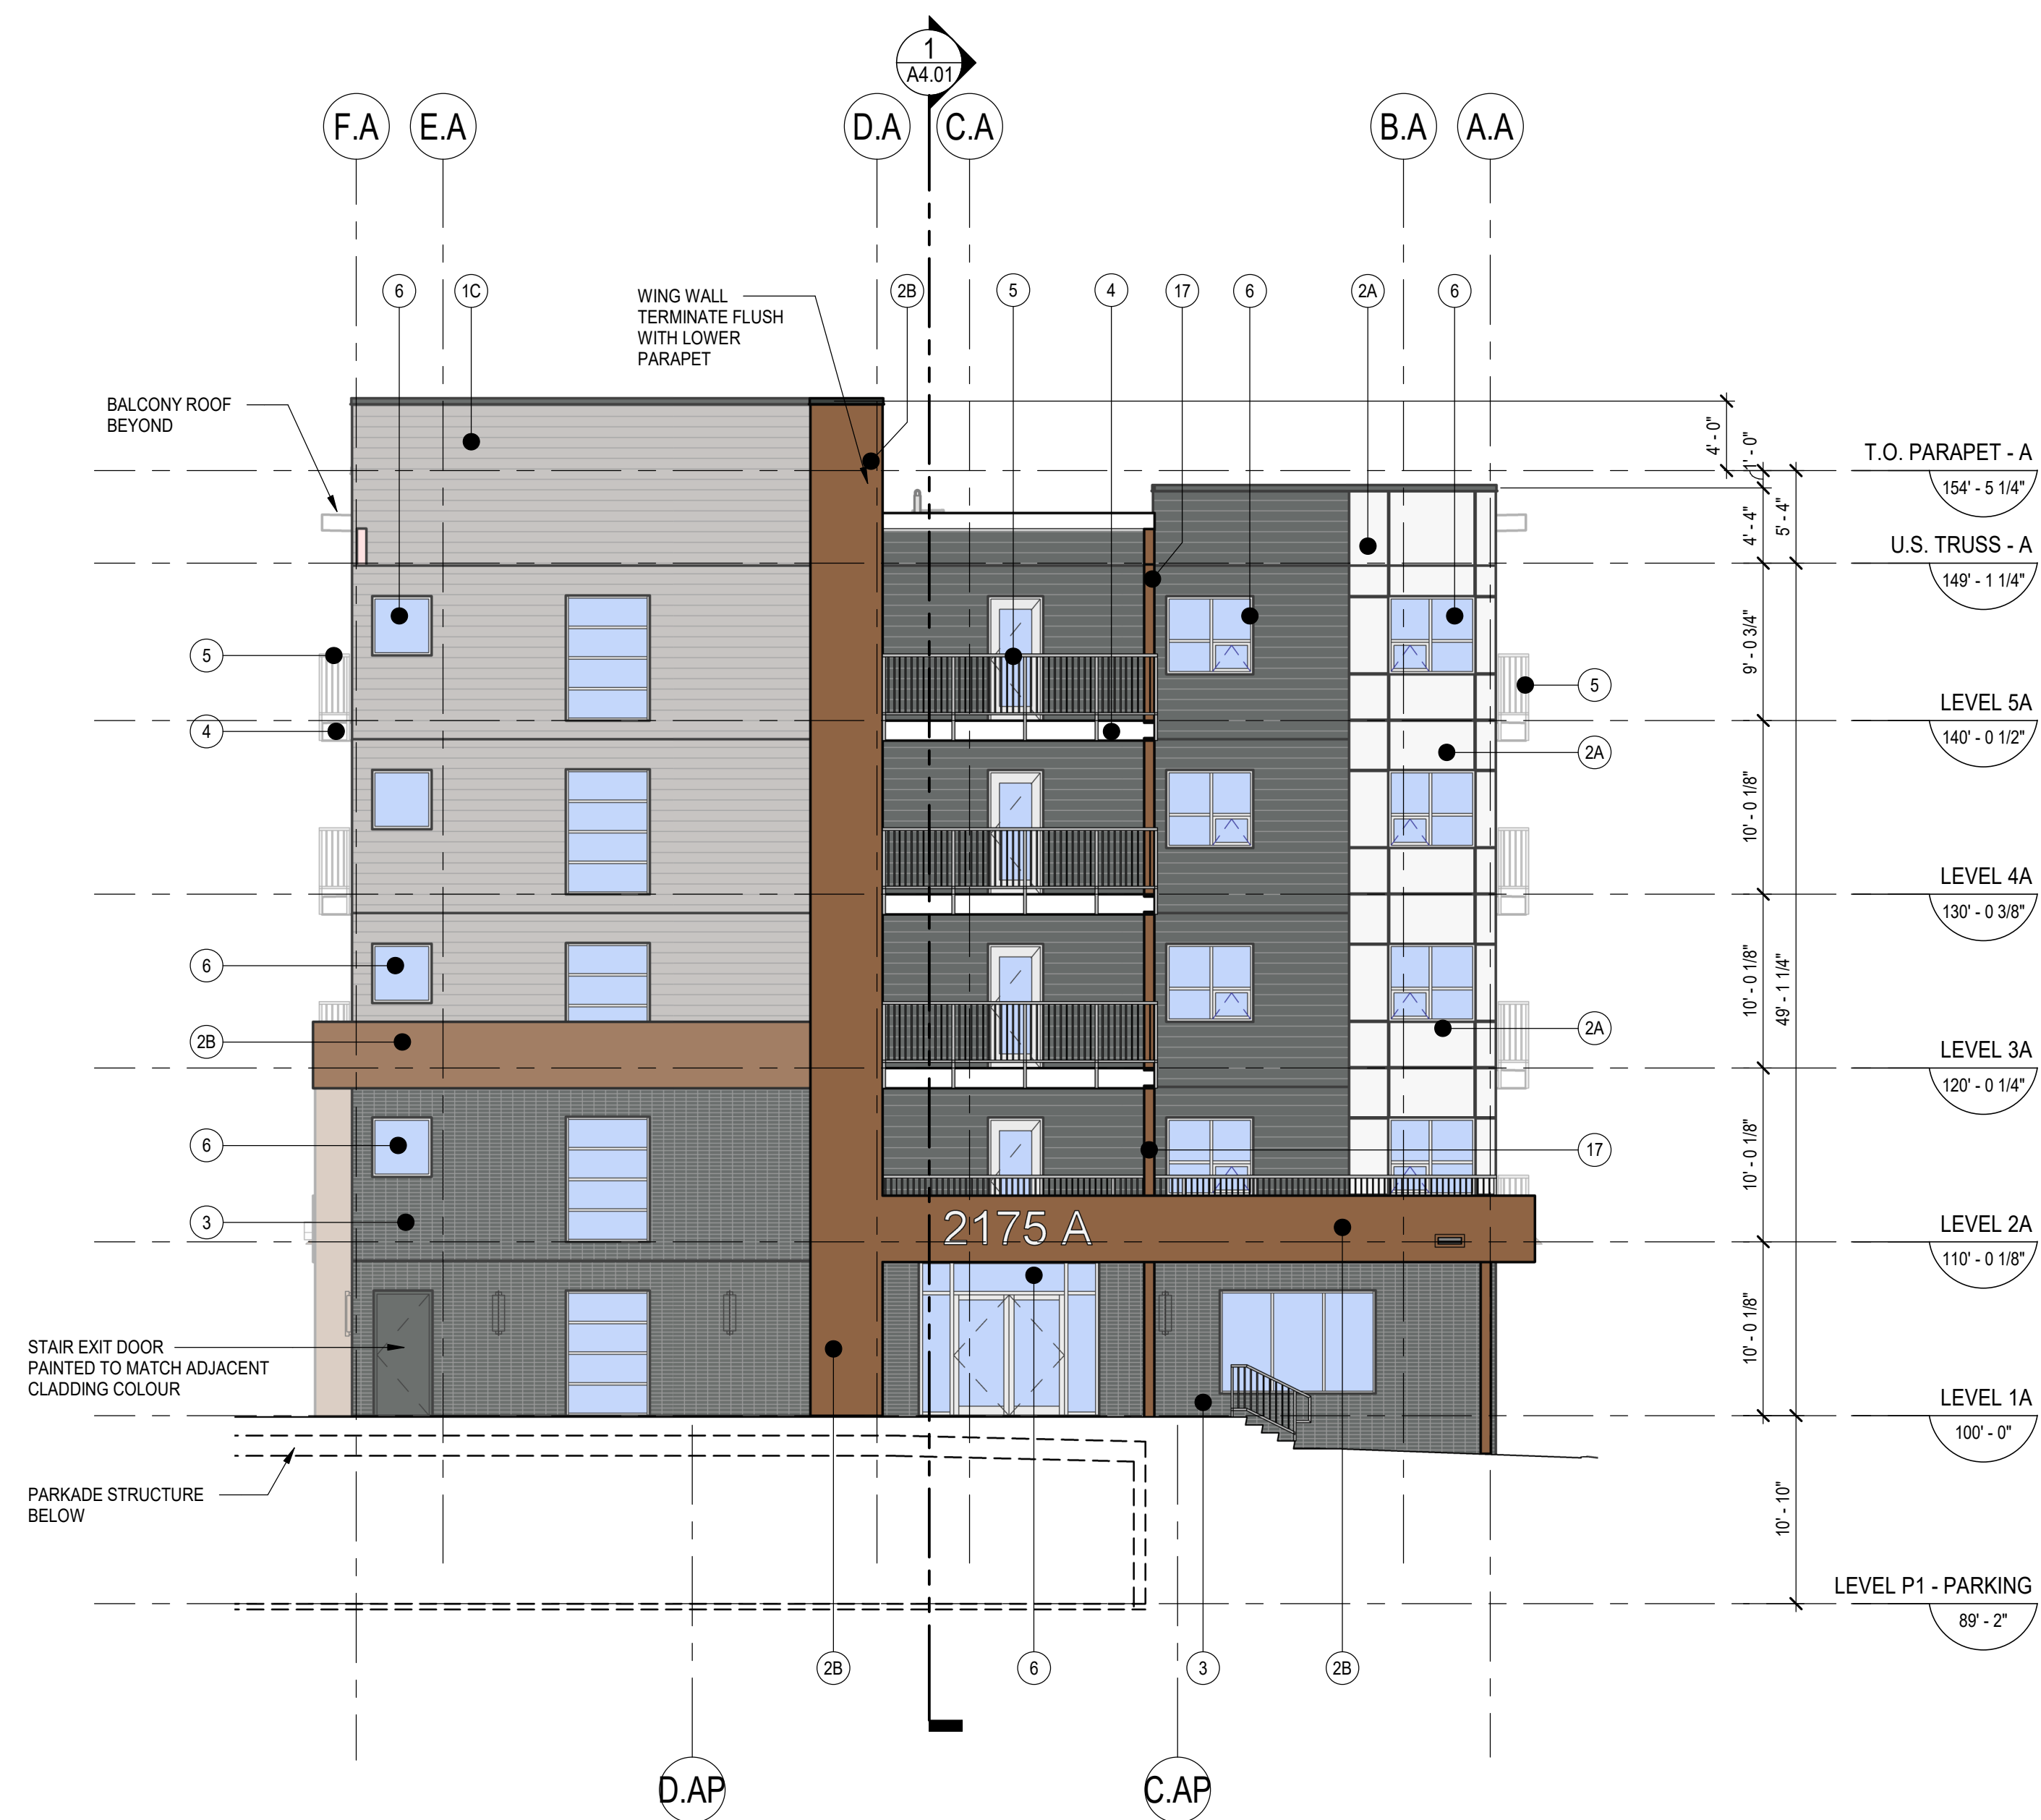 1
A4.01
F.A
E.A
D.A
C.A
B.A
A.A
6
1C
2B
5
4
17
6
2A
6
WING WALL
TERMINATE FLUSH
WITH LOWER
PARAPET
BALCONY ROOF
BEYOND
4' - 0"
1' - 0"
4' - 4"
5' - 4"
T.O. PARAPET - A
154' - 5 1/4"
U.S. TRUSS - A
149' - 1 1/4"
9' - 0 3/4"
5
4
5
2A
LEVEL 5A
140' - 0 1/2"
10' - 0 1/8"
LEVEL 4A
130' - 0 3/8"
6
2B
2A
10' - 0 1/8"
49' - 1 1/4"
LEVEL 3A
120' - 0 1/4"
6
3
17
10' - 0 1/8"
2175 A
LEVEL 2A
110' - 0 1/8"
10' - 0 1/8"
STAIR EXIT DOOR
PAINTED TO MATCH ADJACENT
CLADDING COLOUR
LEVEL 1A
100' - 0"
PARKADE STRUCTURE
BELOW
10' - 10"
LEVEL P1 - PARKING
89' - 2"
2B
6
3
2B
D.AP
C.AP